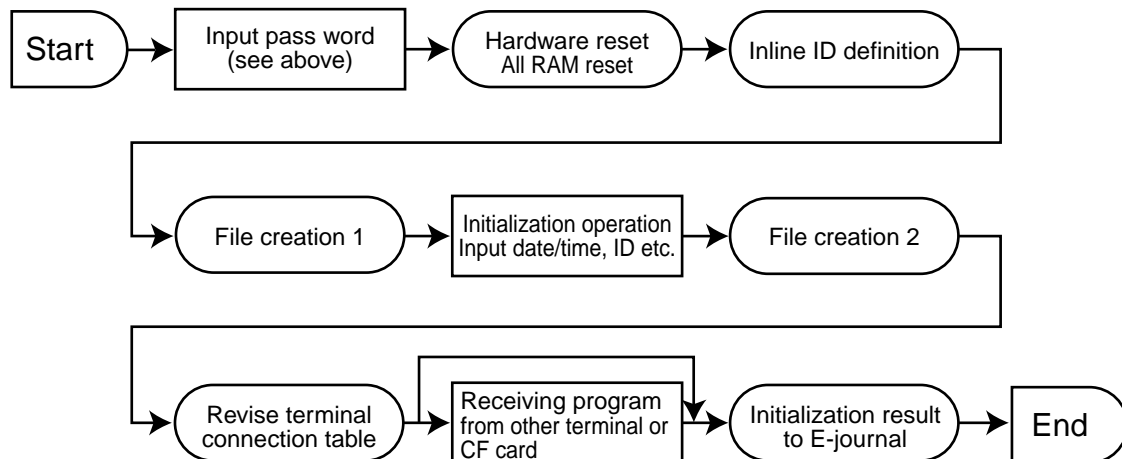 Start
Input pass word
(see above)
Hardware reset
All RAM reset
Inline ID definition
File creation 1
Initialization operation
Input date/time, ID etc.
File creation 2
Revise terminal
connection table
Receiving program
from other terminal or
CF card
Initialization result
to E-journal
End